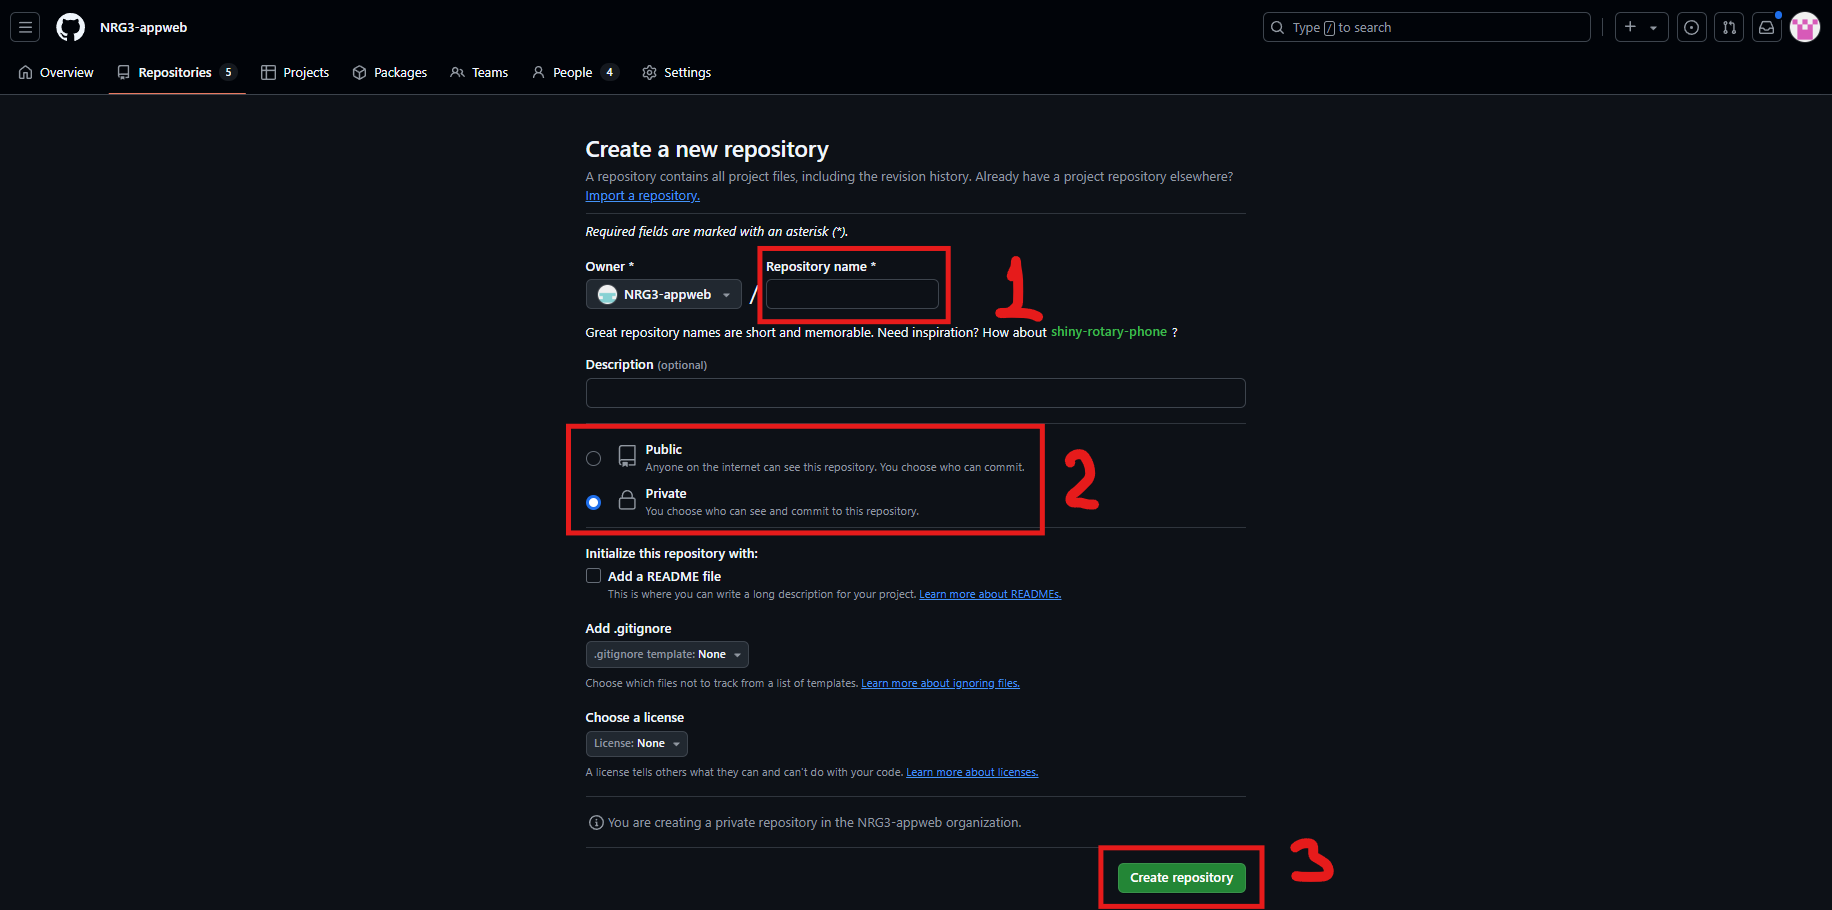 NRG3-appweb
Type / to search
Overview
Repositories 5
Projects
Packages
Teams
People 4
Settings
Create a new repository
A repository contains all project files, including the revision history. Already have a project repository elsewhere?
Import a repository.
Required fields are marked with an asterisk (*).
Owner *
Repository name *
NRG3-appweb
/
1
Great repository names are short and memorable. Need inspiration? How about shiny-rotary-phone ?
Description (optional)
Public
Anyone on the internet can see this repository. You choose who can commit.
2
Private
You choose who can see and commit to this repository.
Initialize this repository with:
Add a README file
This is where you can write a long description for your project. Learn more about READMEs.
Add .gitignore
.gitignore template: None
Choose which files not to track from a list of templates. Learn more about ignoring files.
Choose a license
License: None
A license tells others what they can and can't do with your code. Learn more about licenses.
You are creating a private repository in the NRG3-appweb organization.
Create repository
3